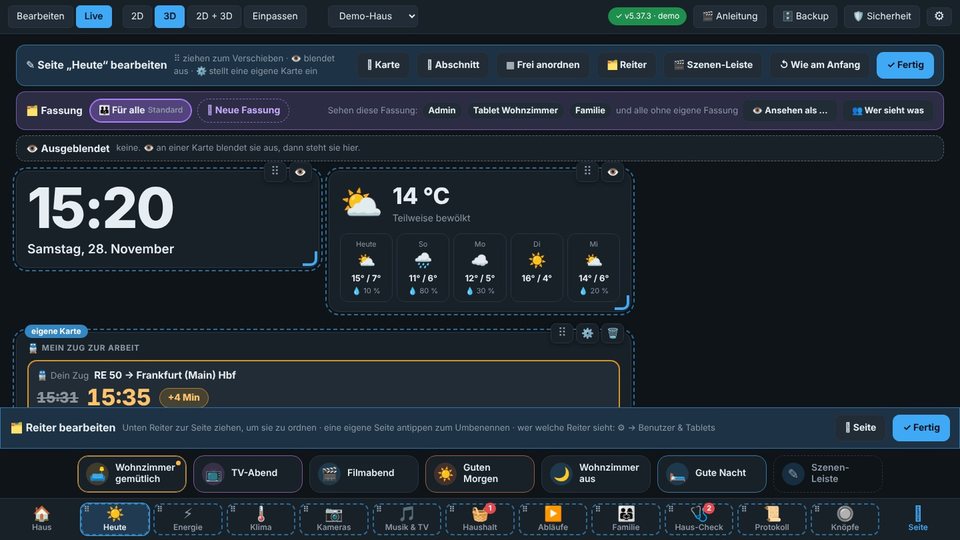 Bearbeiten Live 2D 3D 2D + 3D Einpassen Demo-Haus ✓ v5.37.3 · demo Anleitung Backup Sicherheit
✎ Seite „Heute“ bearbeiten
⠿ ziehen zum Verschieben · 👁 blendet
aus · ⚙️ stellt eine eigene Karte ein
Karte Abschnitt Frei anordnen Reiter Szenen-Leiste Wie am Anfang ✓ Fertig
Fassung Für alle Standard Neue Fassung Sehen diese Fassung: Admin Tablet Wohnzimmer Familie und alle ohne eigene Fassung Ansehen als … Wer sieht was
Ausgeblendet keine. 👁 an einer Karte blendet sie aus, dann steht sie hier.
15:20
Samstag, 28. November
14 °C
Teilweise bewölkt
Heute So Mo Di Mi
15° / 7° 11° / 6° 12° / 5° 16° / 4° 14° / 6°
10 % 80 % 30 % 20 %
eigene Karte
MEIN ZUG ZUR ARBEIT
Dein Zug RE 50 → Frankfurt (Main) Hbf
15:31 15:35 +4 Min
Reiter bearbeiten Unten Reiter zur Seite ziehen, um sie zu ordnen · eine eigene Seite antippen zum Umbenennen · wer welche Reiter sieht: ⚙ → Benutzer & Tablets Seite ✓ Fertig
Wohnzimmer
gemütlich
TV-Abend
Filmabend
Guten
Morgen
Wohnzimmer
aus
Gute Nacht
Szenen-
Leiste
1 2
Haus Heute Energie Klima Kameras Musik & TV Haushalt Abläufe Familie Haus-Check Protokoll Knöpfe Seite